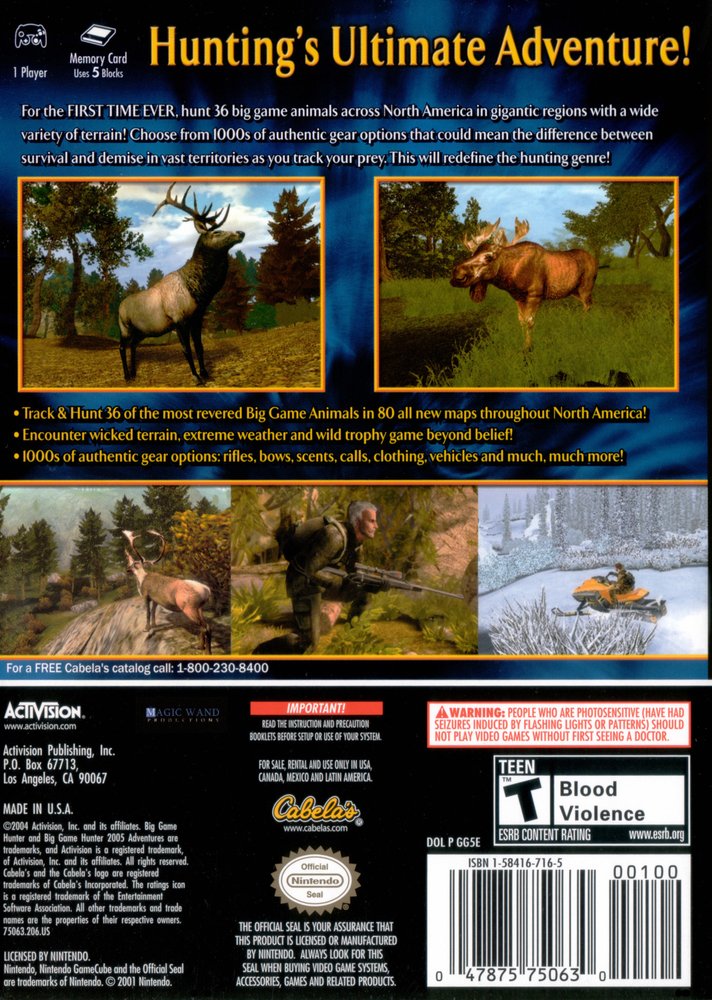 1 Player
Memory Card
Uses 5 Blocks
Hunting's Ultimate Adventure!
For the FIRST TIME EVER, hunt 36 big game animals across North America in gigantic regions with a wide
variety of terrain! Choose from 1000s of authentic gear options that could mean the difference between
survival and demise in vast territories as you track your prey. This will redefine the hunting genre!
• Track & Hunt 36 of the most revered Big Game Animals in 80 all new maps throughout North America!
• Encounter wicked terrain, extreme weather and wild trophy game beyond belief!
• 1000s of authentic gear options: rifles, bows, scents, calls, clothing, vehicles and much, much more!
For a FREE Cabela's catalog call: 1-800-230-8400
ACTIVISION®
www.activision.com
MAGIC WAND
PRODUCTIONS
Activision Publishing, Inc.
P.O. Box 67713,
Los Angeles, CA 90067
MADE IN U.S.A.
©2004 Activision, Inc. and its affiliates. Big Game
Hunter and Big Game Hunter 2005 Adventures are
trademarks, and Activision is a registered trademark,
of Activision, Inc. and its affiliates. All rights reserved.
Cabela's and the Cabela's logo are registered
trademarks of Cabela's Incorporated. The ratings icon
is a registered trademark of the Entertainment
Software Association. All other trademarks and trade
names are the properties of their respective owners.
75063.206.US
LICENSED BY NINTENDO.
Nintendo, Nintendo GameCube and the Official Seal
are trademarks of Nintendo. © 2001 Nintendo.
IMPORTANT!
READ THE INSTRUCTION AND PRECAUTION
BOOKLETS BEFORE SETUP OR USE OF YOUR SYSTEM.
FOR SALE, RENTAL AND USE ONLY IN USA,
CANADA, MEXICO AND LATIN AMERICA.
Cabela's®
www.cabelas.com
Official
Nintendo
Seal
THE OFFICIAL SEAL IS YOUR ASSURANCE THAT
THIS PRODUCT IS LICENSED OR MANUFACTURED
BY NINTENDO. ALWAYS LOOK FOR THIS
SEAL WHEN BUYING VIDEO GAME SYSTEMS,
ACCESSORIES, GAMES AND RELATED PRODUCTS.
WARNING: PEOPLE WHO ARE PHOTOSENSITIVE (HAVE HAD
SEIZURES INDUCED BY FLASHING LIGHTS OR PATTERNS) SHOULD
NOT PLAY VIDEO GAMES WITHOUT FIRST SEEING A DOCTOR.
TEEN
T™
Blood
Violence
ESRB CONTENT RATING www.esrb.org
DOL P GG5E
ISBN 1-58416-716-5
00100
0 47875 75063 0